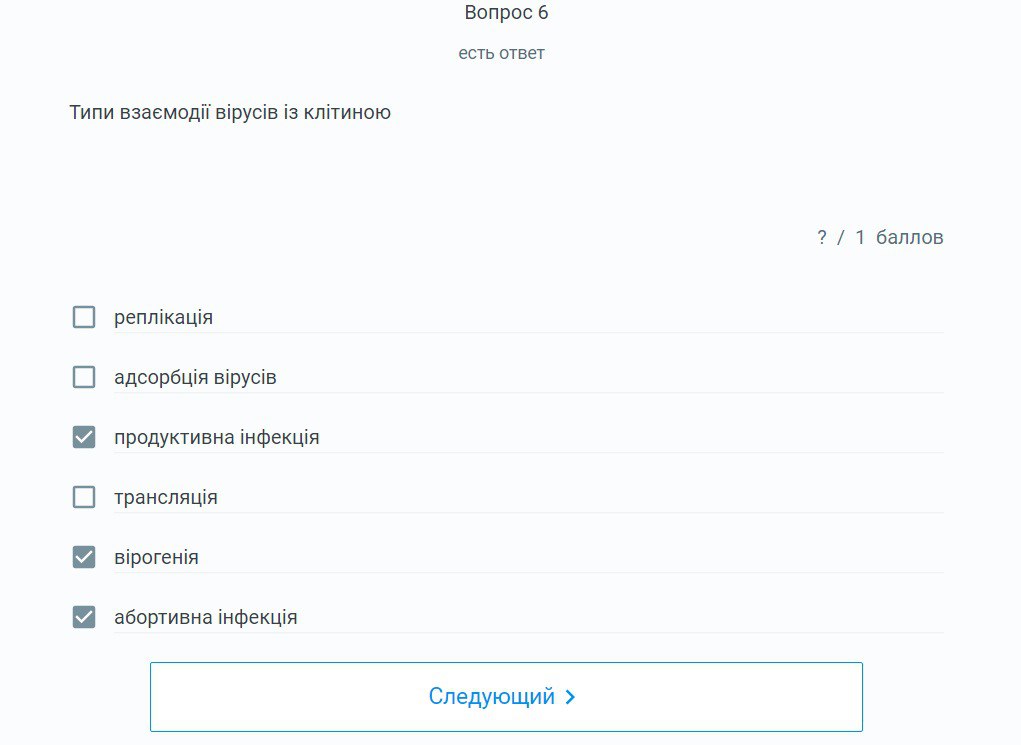 Вопрос 6
есть ответ
Типи взаємодії вірусів із клітиною
? / 1 баллов
реплікація
адсорбція вірусів
продуктивна інфекція
трансляція
вірогенія
абортивна інфекція
Следующий